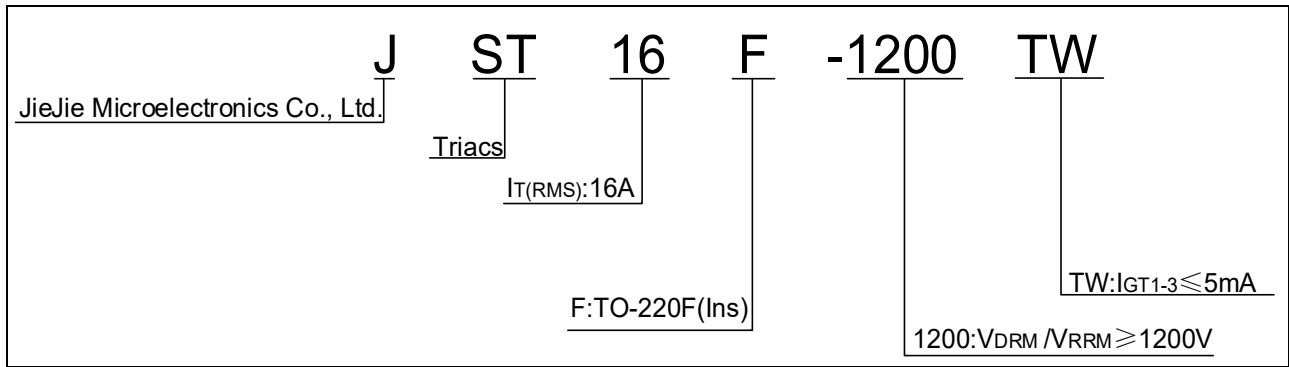 J ST 16 F -1200 TW
JieJie Microelectronics Co., Ltd.
Triacs
IT(RMS):16A
TW:IGT1-3≤5mA
F:TO-220F(Ins)
1200:VDRM /VRRM≥1200V